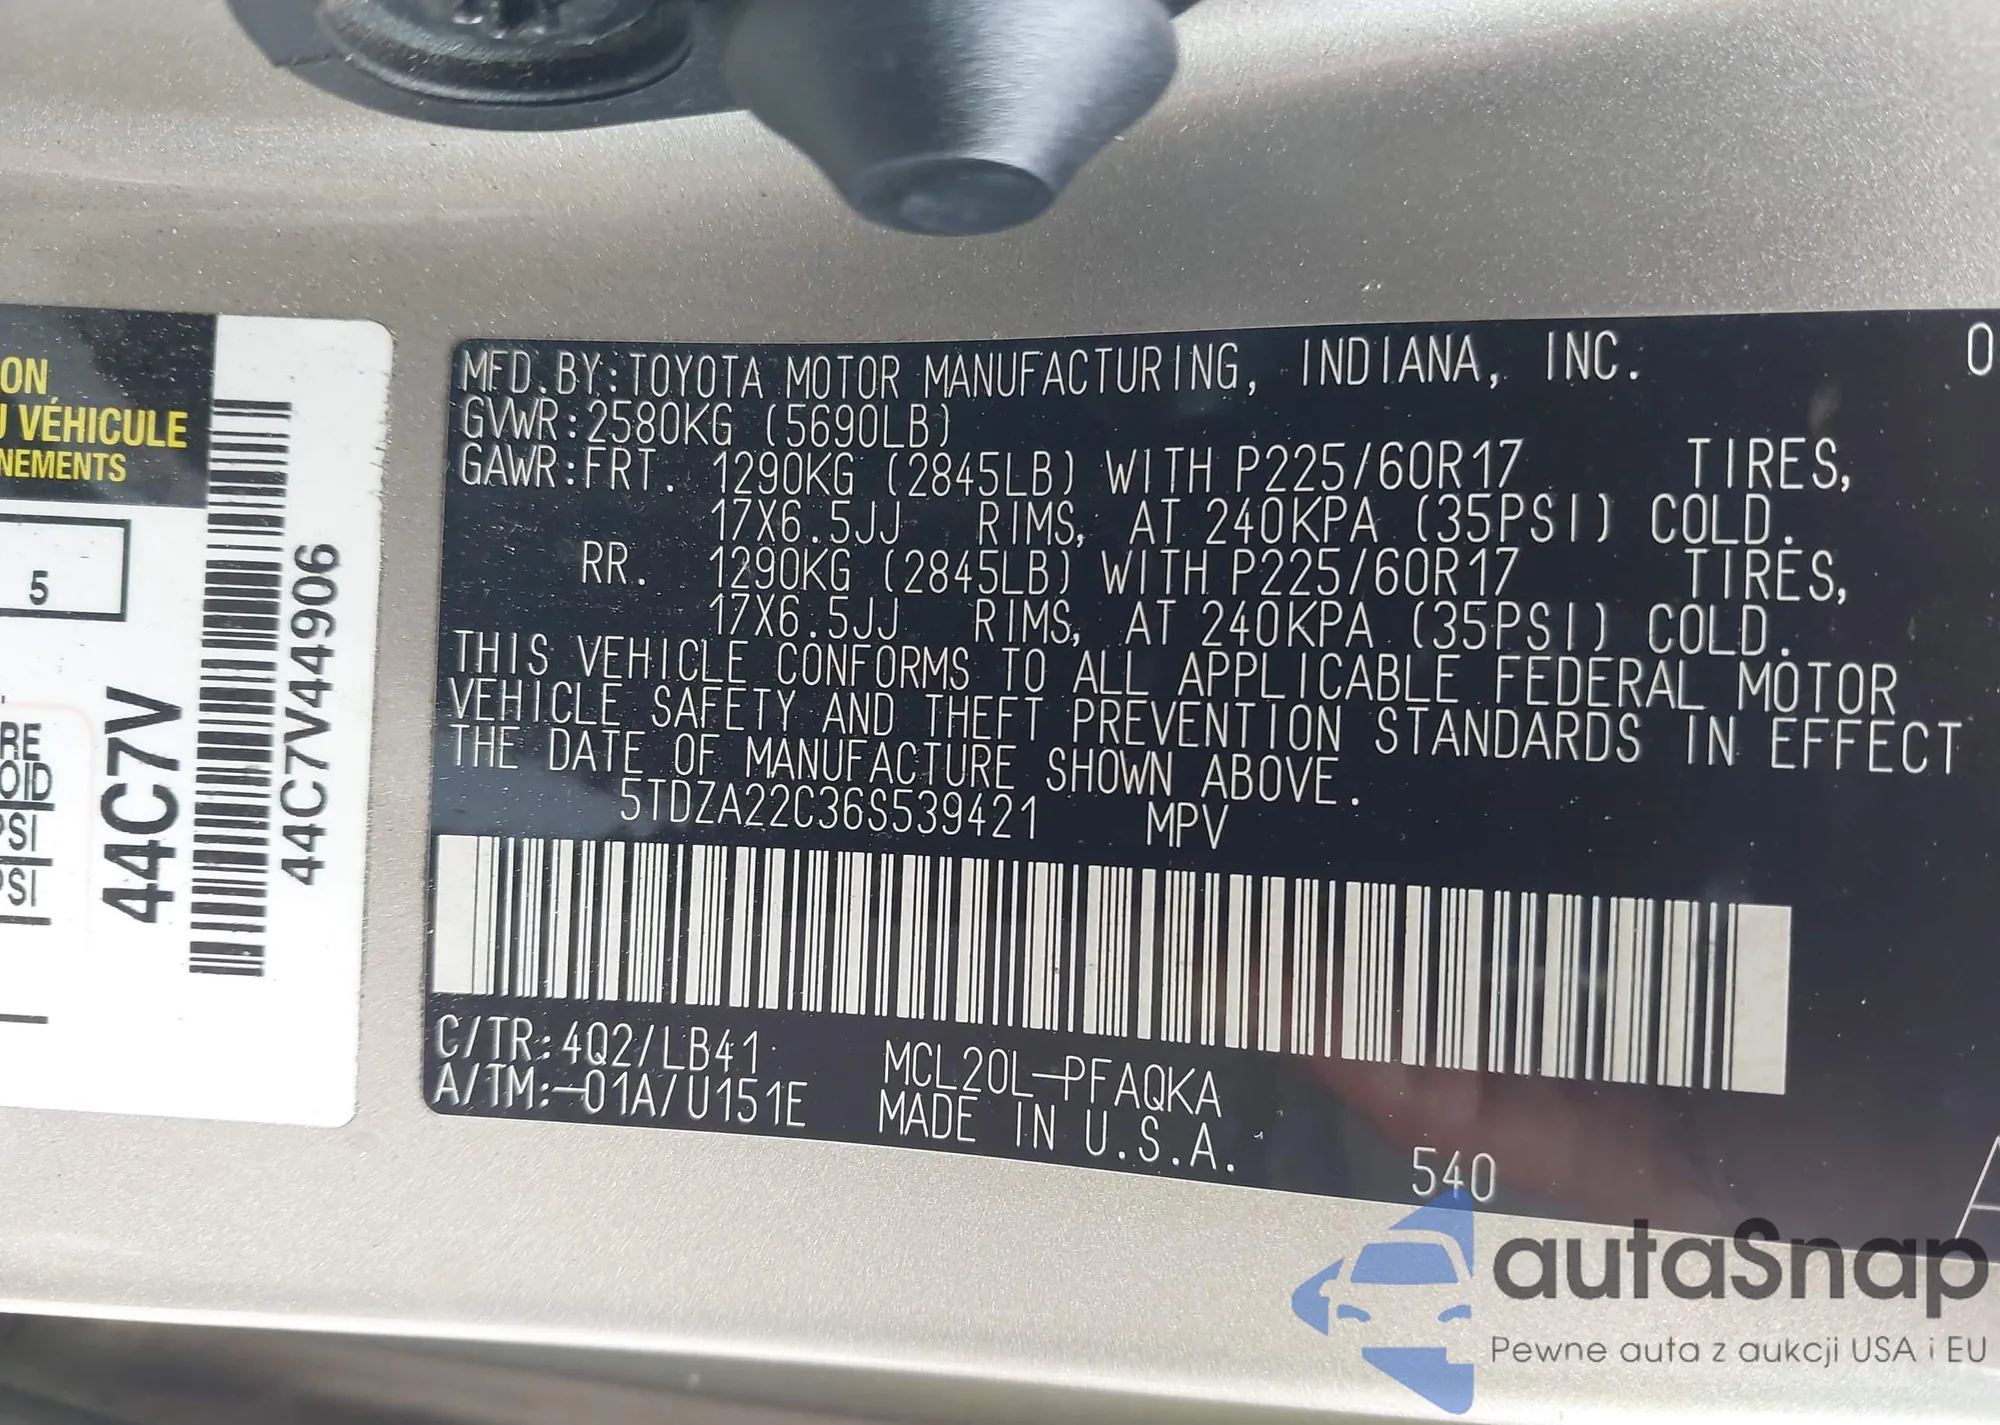 ON
U VÉHICULE
NEMENTS
5
RE
OID
PSI
PSI
44C7V
44C7V44906
MFD.BY:TOYOTA MOTOR MANUFACTURING, INDIANA, INC. 0
GVWR:2580KG (5690LB)
GAWR:FRT. 1290KG (2845LB) WITH P225/60R17 TIRES,
17X6.5JJ RIMS, AT 240KPA (35PSI) COLD.
RR. 1290KG (2845LB) WITH P225/60R17 TIRES,
17X6.5JJ RIMS, AT 240KPA (35PSI) COLD.
THIS VEHICLE CONFORMS TO ALL APPLICABLE FEDERAL MOTOR
VEHICLE SAFETY AND THEFT PREVENTION STANDARDS IN EFFECT
THE DATE OF MANUFACTURE SHOWN ABOVE.
5TDZA22C36S539421 MPV
C/TR:4Q2/LB41 MCL20L-PFAQKA
A/TM:-01A/U151E MADE IN U.S.A.
540
autaSnap
Pewne auta z aukcji USA i EU